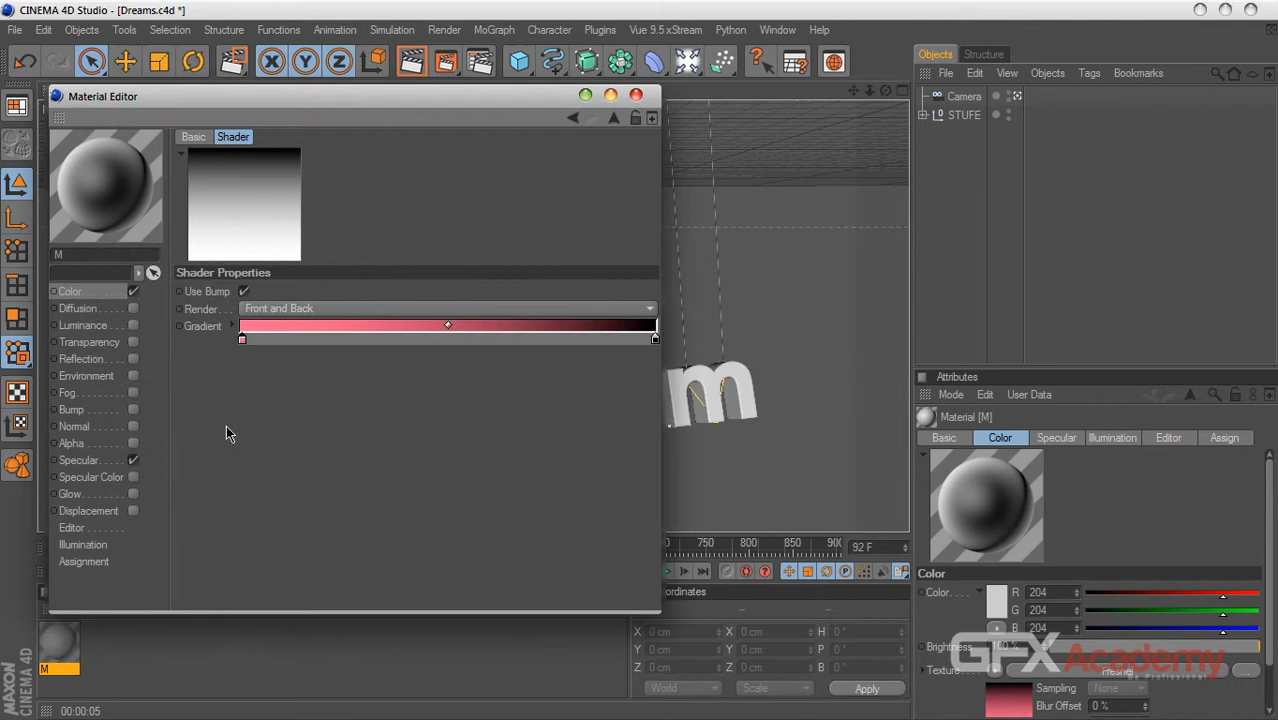 CINEMA 4D Studio - [Dreams.c4d *]
File Edit Objects Tools Selection Structure Functions Animation Simulation Render MoGraph Character Plugins Vue 9.5 xStream Python Window Help
Objects Structure
File Edit View Objects Tags Bookmarks
Camera
STUFE
Material Editor
Basic Shader
M
Shader Properties
Use Bump
Render. . . Front and Back
Gradient
Color
Diffusion
Luminance
Transparency
Reflection
Environment
Fog
Bump
Normal
Alpha
Specular
Specular Color
Glow
Displacement
Editor
Illumination
Assignment
m
750 800 850 900
92 F
Attributes
Mode Edit User Data
Material [M]
Basic Color Specular Illumination Editor Assign
Color
Color. . . . R 204
G 204
B 204
Brightness 100 %
Texture. . . . Fresnel ...
Sampling None
Blur Offset 0 %
GFXAcademy
be Profissional!
X 0 cm X 0 cm H 0 °
Y 0 cm Y 0 cm P 0 °
Z 0 cm Z 0 cm B 0 °
World Scale Apply
M
MAXON
CINEMA 4D
00:00:05